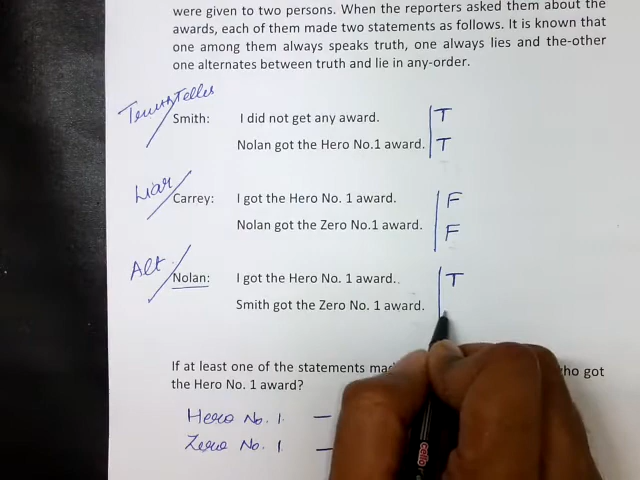 were given to two persons. When the reporters asked them about the
awards, each of them made two statements as follows. It is known that
one among them always speaks truth, one always lies and the-other
one alternates between truth and lie in any-order.
Smith: I did not get any award. T
Nolan got the Hero No.1 award. T
Liar
Carrey: I got the Hero No. 1 award. F
Nolan got the Zero No.1 award. F
Alt
Nolan: I got the Hero No. 1 award.. T
Smith got the Zero No. 1 award.
If at least one of the statements got
the Hero No. 1 award?
Hero No. 1. —
Zero No. 1 —
cello